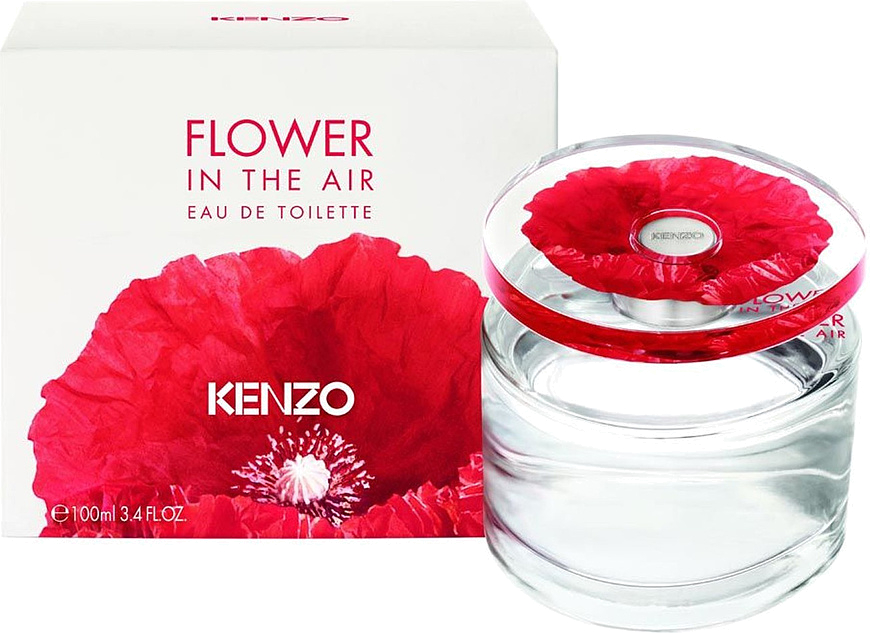 KENZO
FLOWER
IN THE AIR
EAU DE TOILETTE
KENZO
℮100ml 3.4 FL.OZ.
KENZO
FLOWER
IN THE
ER
AIR